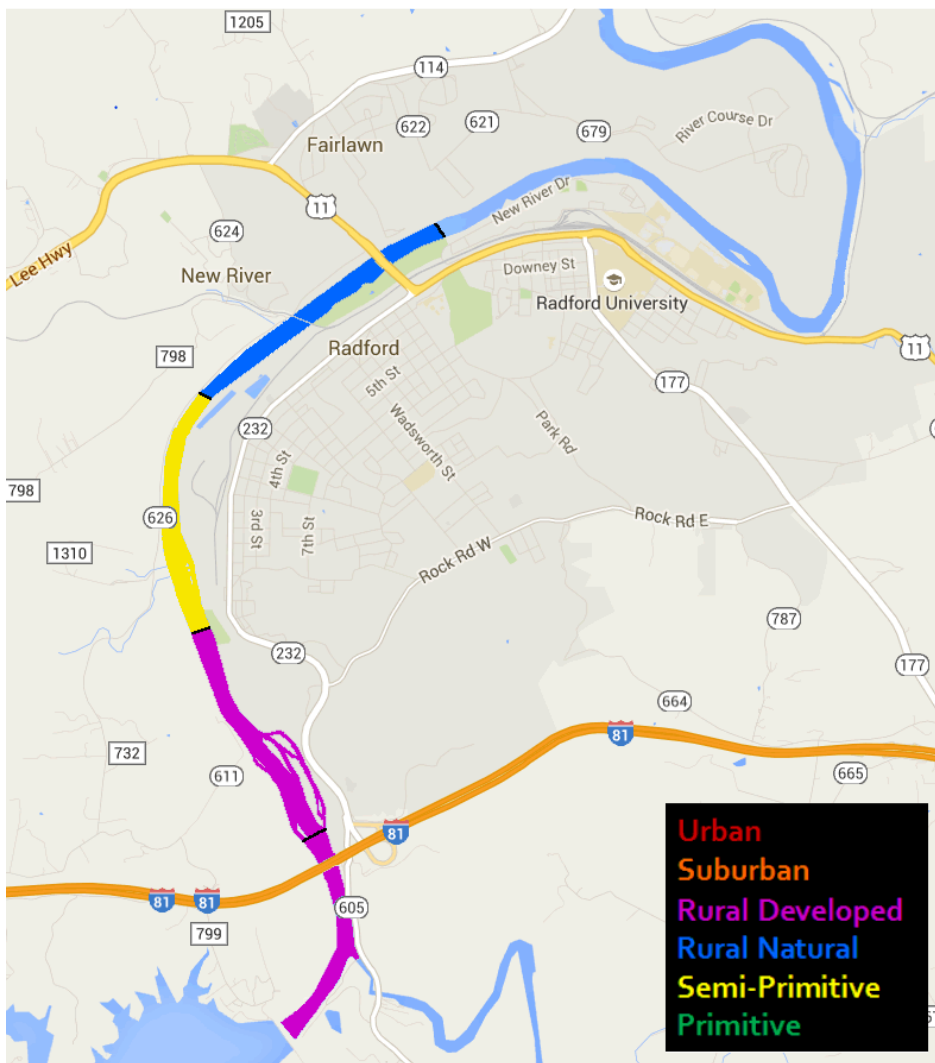 1205
114
622
621
679
River Course Dr
Fairlawn
11
New River Dr
624
Lee Hwy
New River
Downey St
Radford University
Radford
11
798
5th St
177
232
Wadsworth St
Park Rd
4th St
798
626
3rd St
7th St
Rock Rd E
1310
Rock Rd W
787
232
177
664
732
81
611
665
81
Urban
Suburban
81
81
605
Rural Developed
799
Rural Natural
Semi-Primitive
Primitive